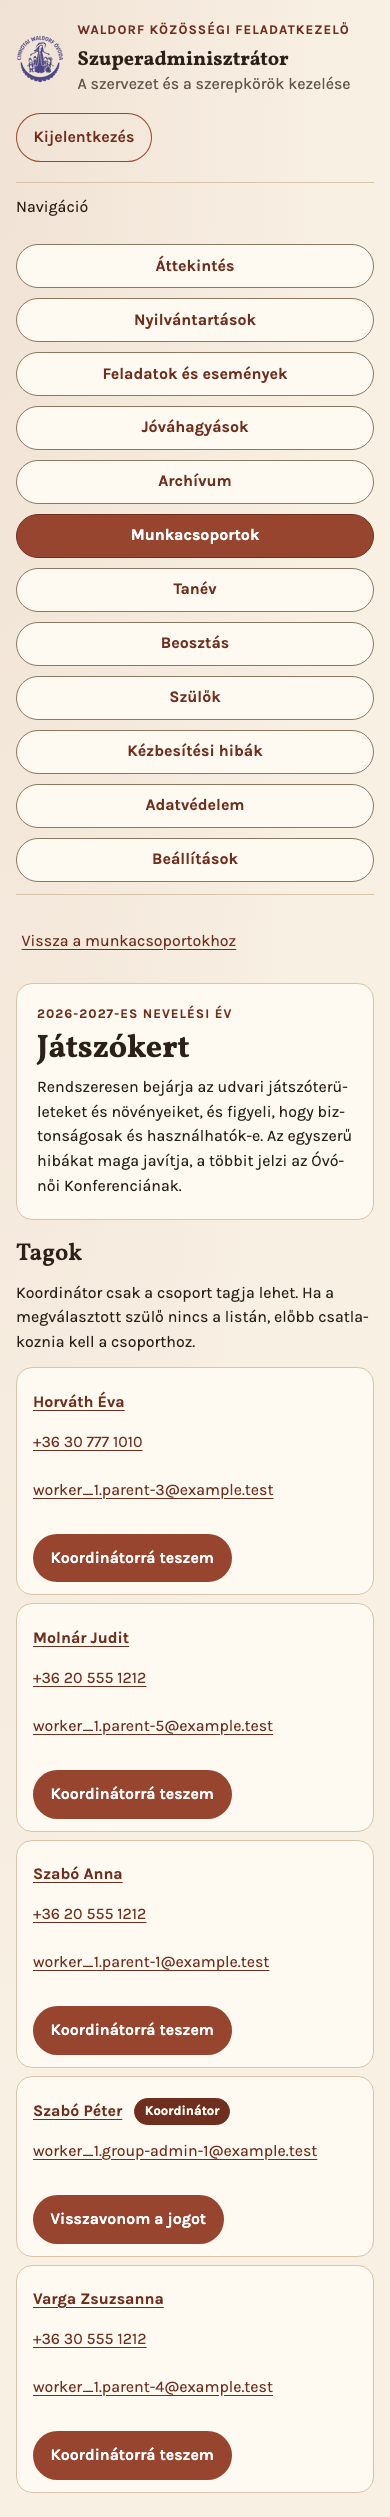 WALDORF KÖZÖSSÉGI FELADATKEZELŐ
Szuperadminisztrátor
A szervezet és a szerepkörök kezelése
Kijelentkezés
Navigáció
Áttekintés
Nyilvántartások
Feladatok és események
Jóváhagyások
Archívum
Munkacsoportok
Tanév
Beosztás
Szülők
Kézbesítési hibák
Adatvédelem
Beállítások
Vissza a munkacsoportokhoz
2026-2027-ES NEVELÉSI ÉV
Játszókert
Rendszeresen bejárja az udvari játszóterü-
leteket és növényeiket, és figyeli, hogy biz-
tonságosak és használhatók-e. Az egyszerű
hibákat maga javítja, a többit jelzi az Óvó-
női Konferenciának.
Tagok
Koordinátor csak a csoport tagja lehet. Ha a
megválasztott szülő nincs a listán, előbb csatla-
koznia kell a csoporthoz.
Horváth Éva
+36 30 777 1010
worker_1.parent-3@example.test
Koordinátorrá teszem
Molnár Judit
+36 20 555 1212
worker_1.parent-5@example.test
Koordinátorrá teszem
Szabó Anna
+36 20 555 1212
worker_1.parent-1@example.test
Koordinátorrá teszem
Szabó Péter Koordinátor
worker_1.group-admin-1@example.test
Visszavonom a jogot
Varga Zsuzsanna
+36 30 555 1212
worker_1.parent-4@example.test
Koordinátorrá teszem